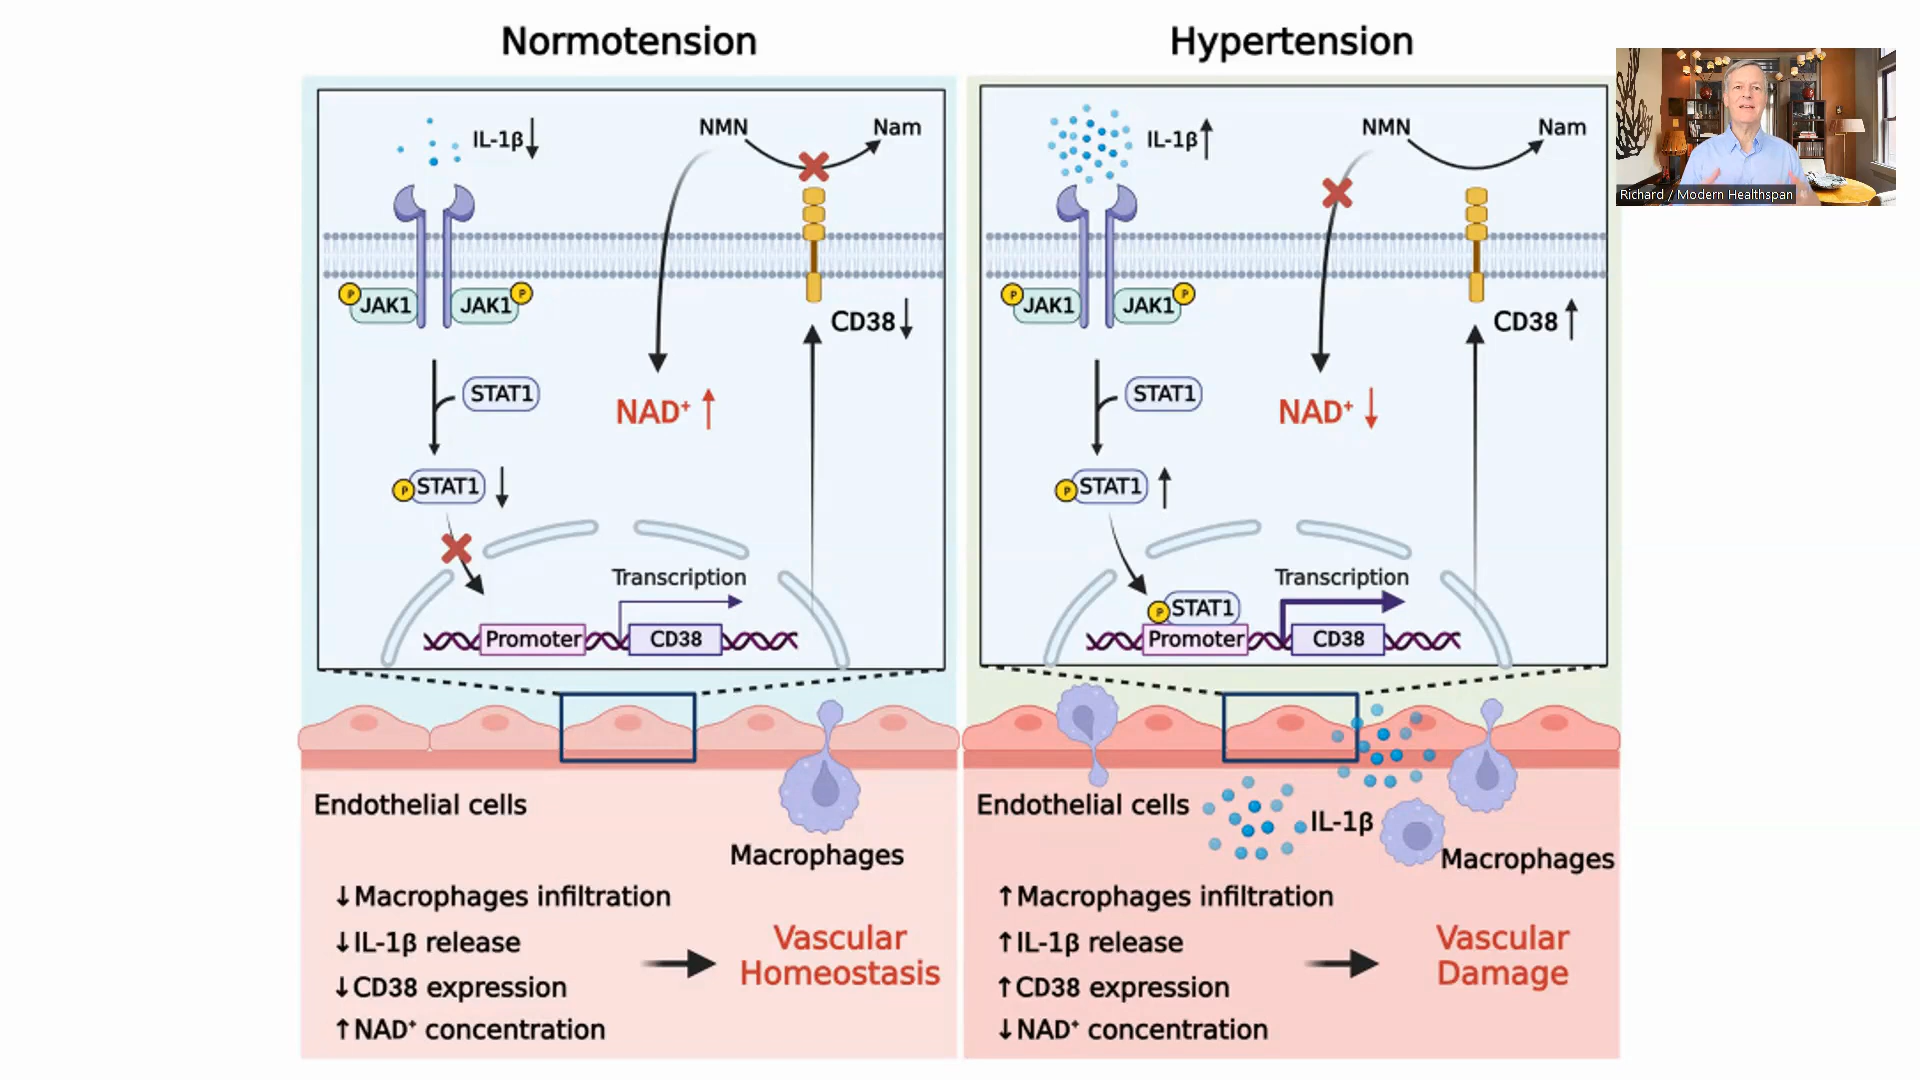 Normotension
IL-1β↓
NMN
Nam
P
JAK1
JAK1
P
CD38↓
STAT1
NAD⁺↑
P
STAT1
↓
Transcription
Promoter
CD38
Endothelial cells
Macrophages
↓Macrophages infiltration
↓IL-1β release
↓CD38 expression
↑NAD⁺ concentration
Vascular
Homeostasis
Hypertension
IL-1β↑
NMN
Nam
P
JAK1
JAK1
P
CD38↑
STAT1
NAD⁺↓
P
STAT1
↑
Transcription
P
STAT1
Promoter
CD38
Endothelial cells
IL-1β
Macrophages
↑Macrophages infiltration
↑IL-1β release
↑CD38 expression
↓NAD⁺ concentration
Vascular
Damage
Richard / Modern Healthspan